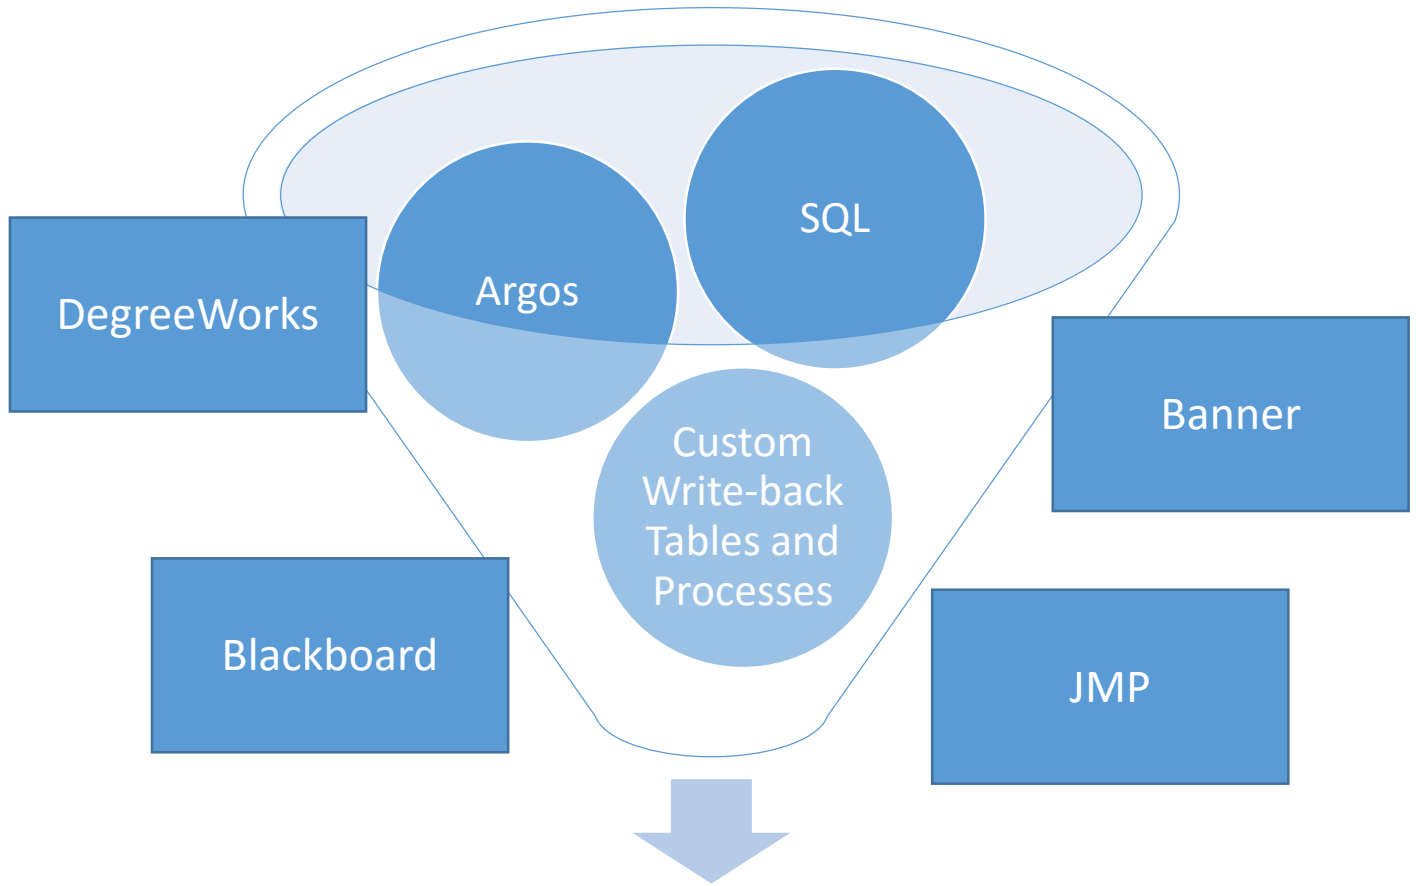 SQL
Argos
DegreeWorks
Banner
Custom
Write-back
Tables and
Processes
Blackboard
JMP